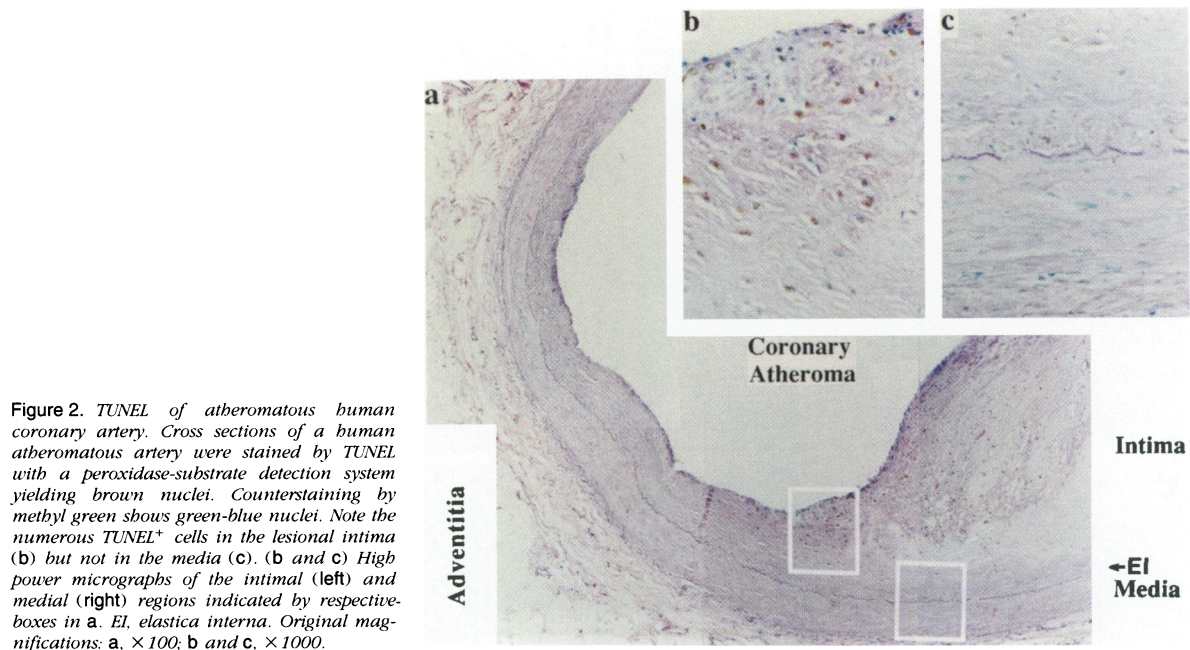 Figure 2. TUNEL of atheromatous human
coronary artery. Cross sections of a human
atheromatous artery were stained by TUNEL
with a peroxidase-substrate detection system
yielding brown nuclei. Counterstaining by
methyl green shows green-blue nuclei. Note the
numerous TUNEL+ cells in the lesional intima
(b) but not in the media (c). (b and c) High
power micrographs of the intimal (left) and
medial (right) regions indicated by respective-
boxes in a. EI, elastica interna. Original mag-
nifications: a, ×100; b and c, ×1000.
a
b
c
Coronary
Atheroma
Intima
←EI
Media
Adventitia